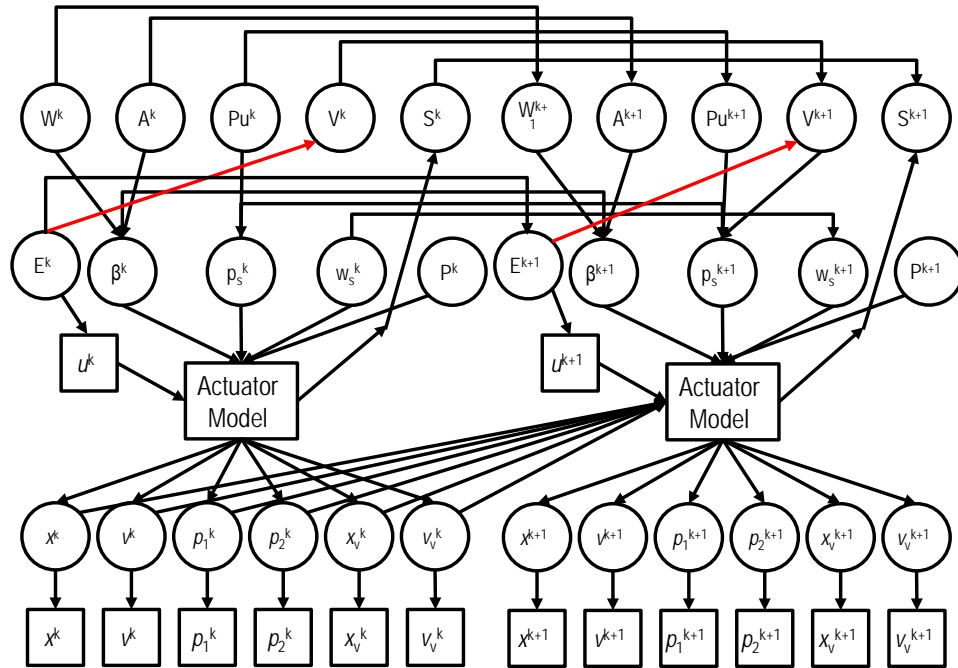 W^k A^k Pu^k V^k S^k W^k+ 1 A^k+1 Pu^k+1 V^k+1 S^k+1
E^k β^k p_s^k w_s^k P^k E^k+1 β^k+1 p_s^k+1 w_s^k+1 P^k+1
u^k u^k+1
Actuator
Model
Actuator
Model
x^k v^k p_1^k p_2^k x_v^k v_v^k x^k+1 v^k+1 p_1^k+1 p_2^k+1 x_v^k+1 v_v^k+1
x^k v^k p_1^k p_2^k x_v^k v_v^k x^k+1 v^k+1 p_1^k+1 p_2^k+1 x_v^k+1 v_v^k+1